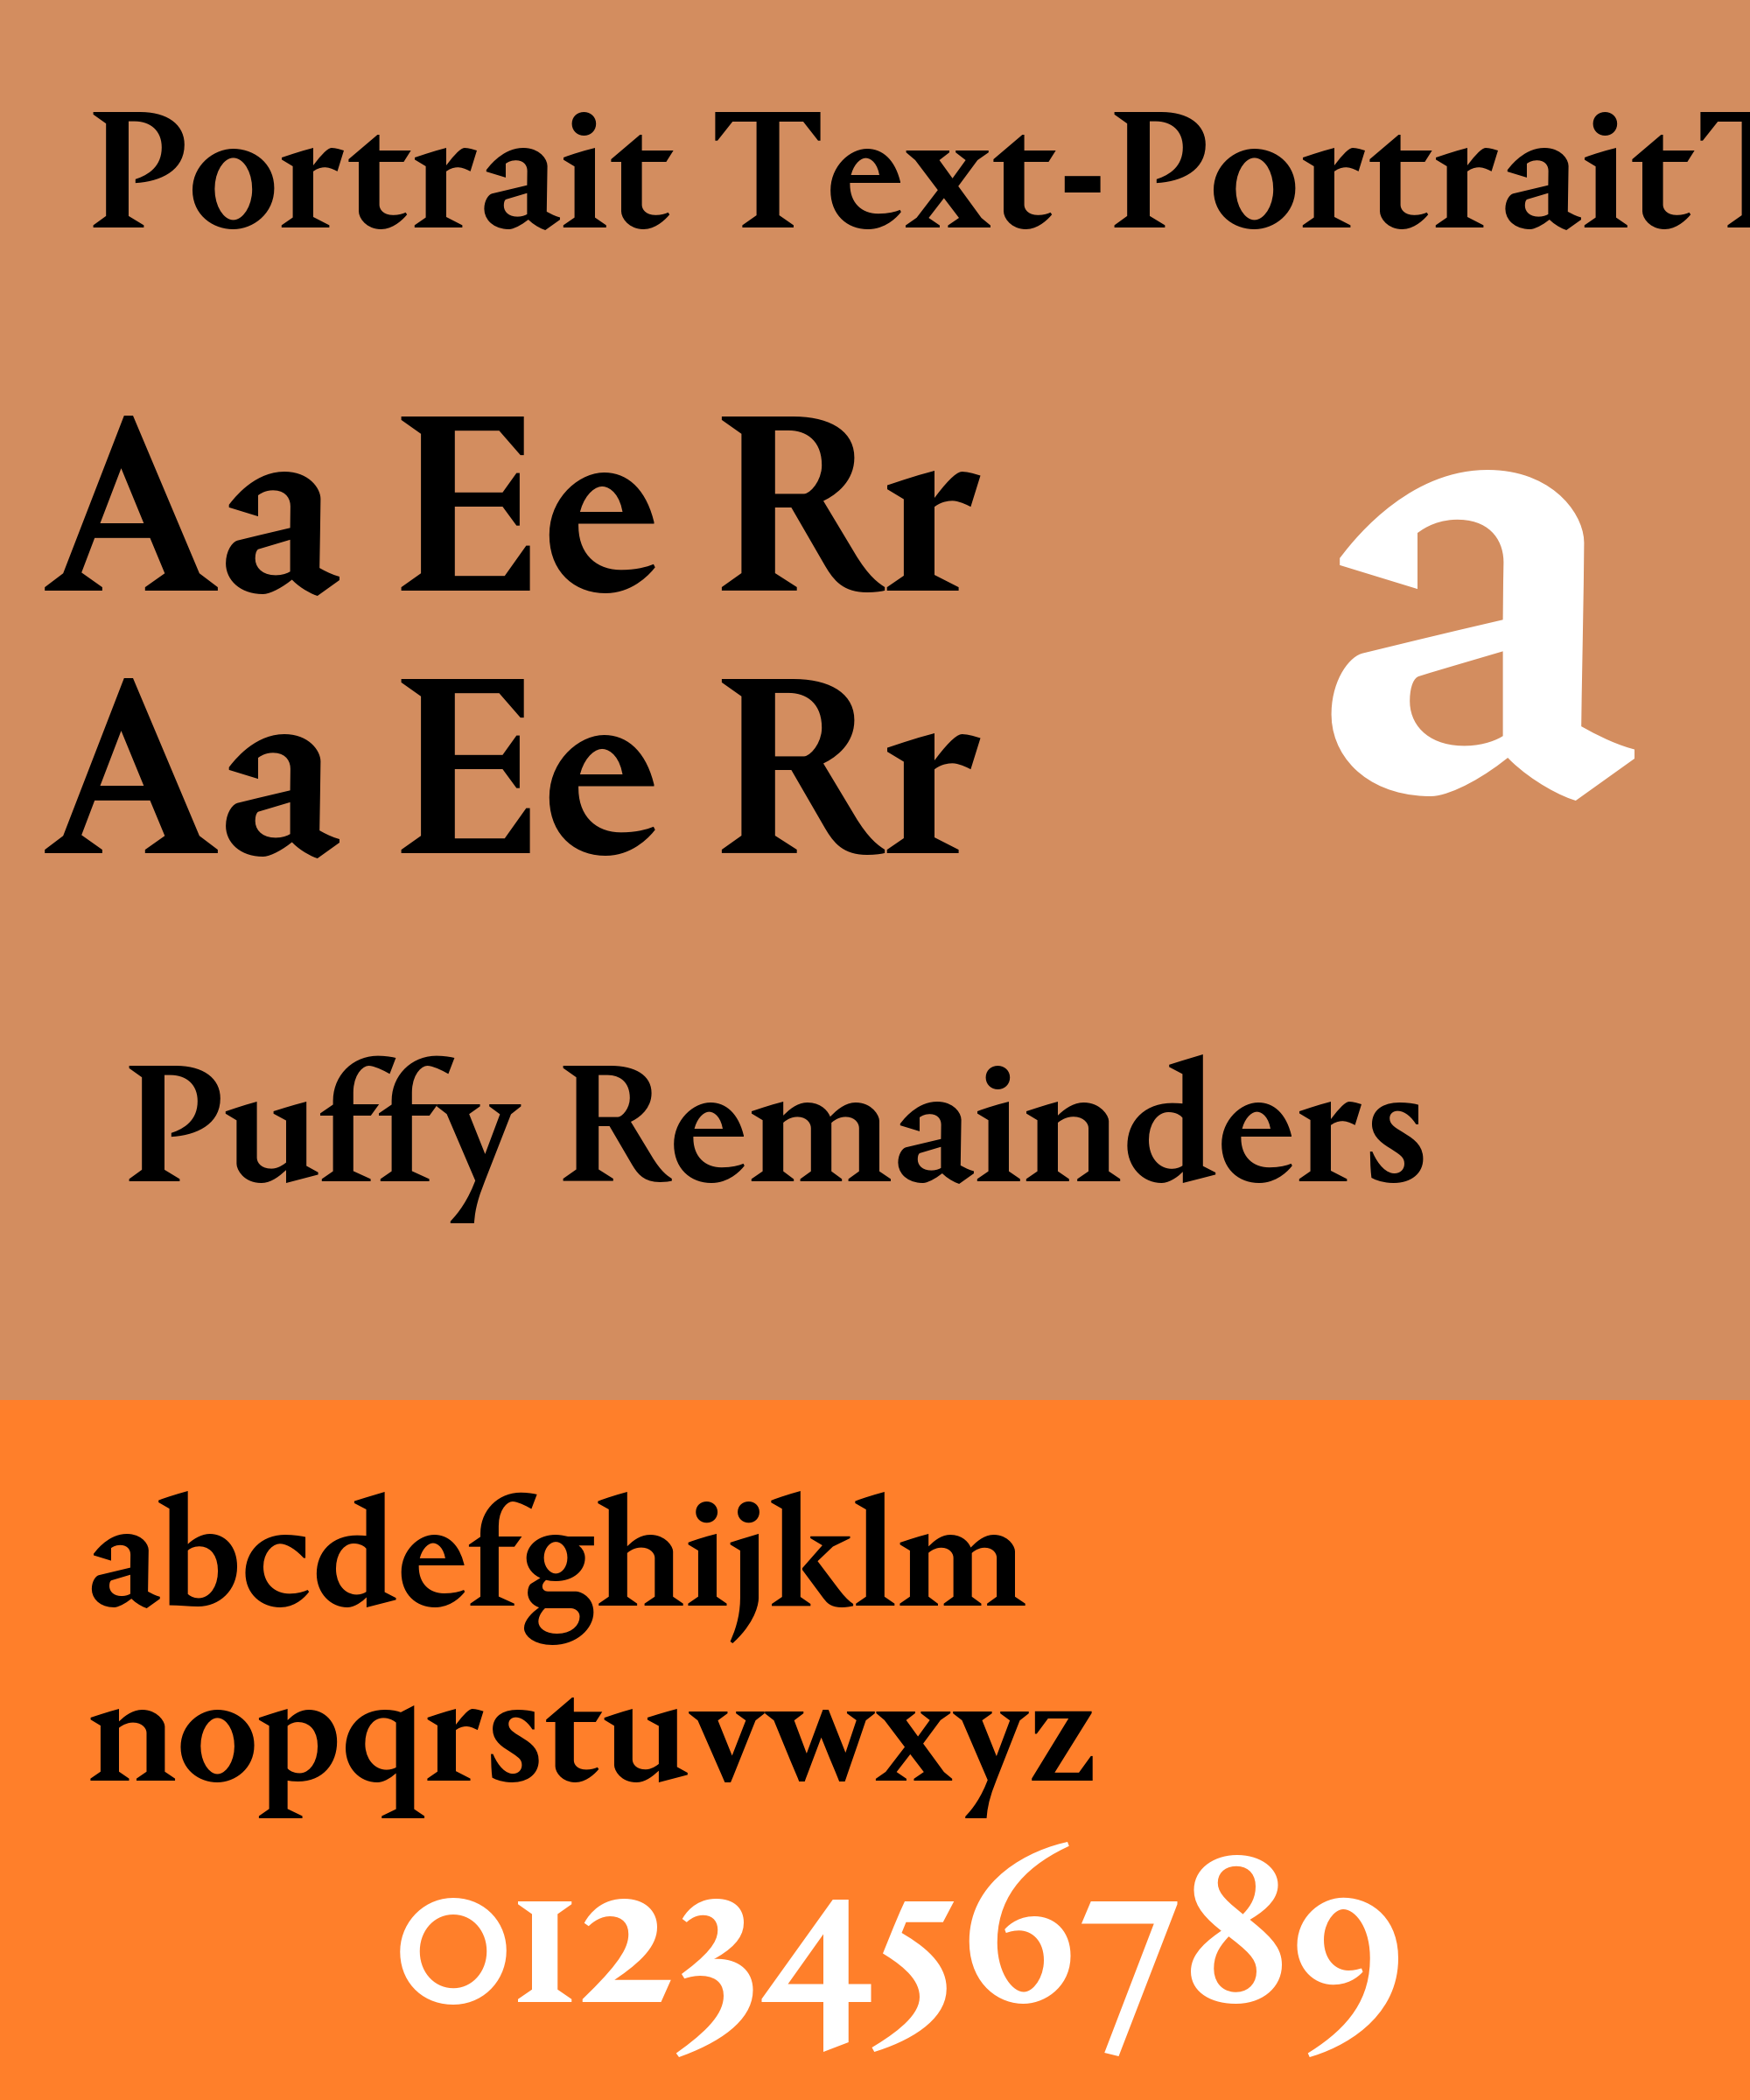 Portrait Text-PortraitT
Aa Ee Rr
Aa Ee Rr
a
Puffy Remainders
abcdefghijklm
nopqrstuvwxyz
0123456789